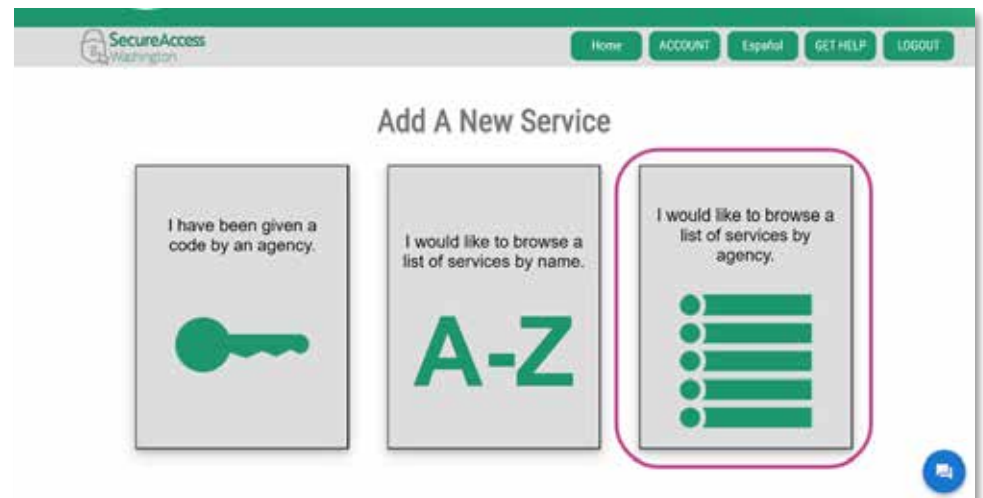 SecureAccess
Washington
Home
ACCOUNT
Español
GET HELP
LOGOUT
Add A New Service
I have been given a
code by an agency.
I would like to browse a
list of services by name.
A-Z
I would like to browse a
list of services by
agency.